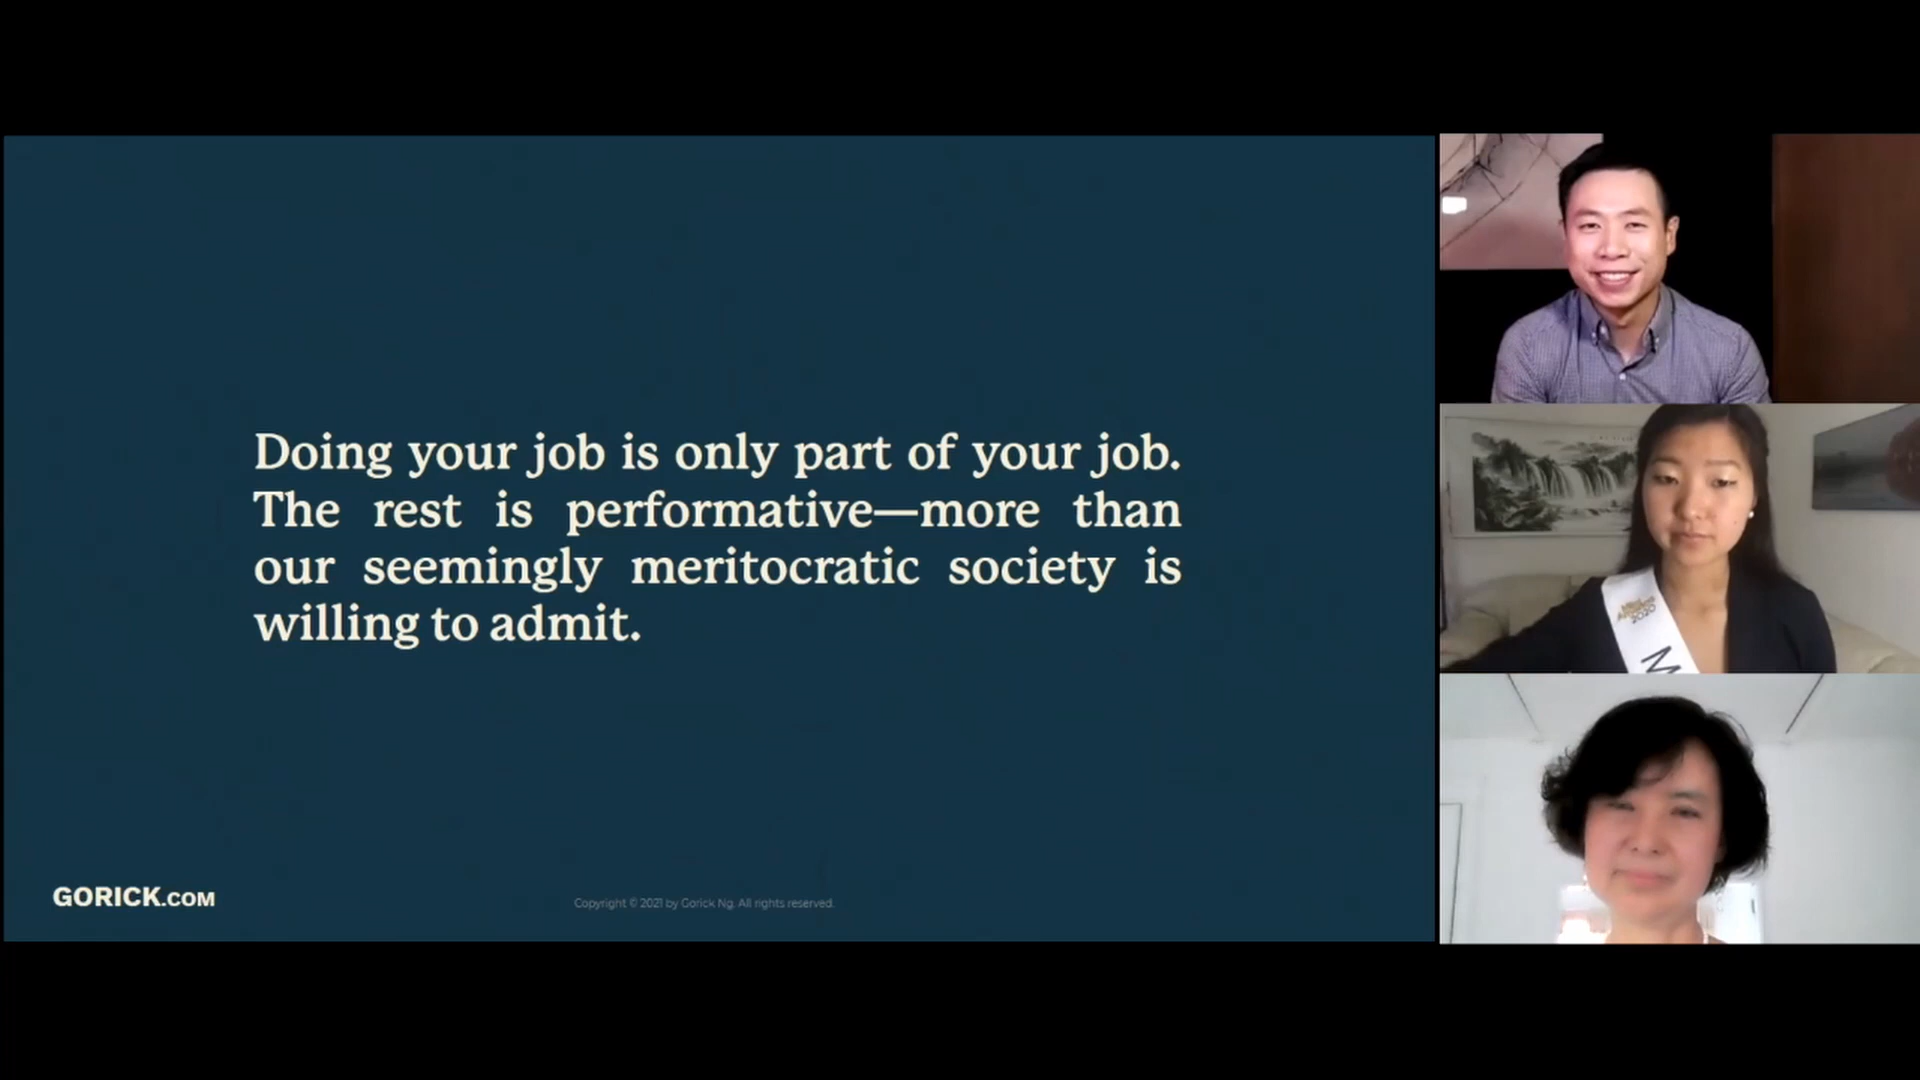 Doing your job is only part of your job.
The rest is performative—more than
our seemingly meritocratic society is
willing to admit.
GORICK.COM
Copyright © 2021 by Gorick Ng. All rights reserved.
2020
M